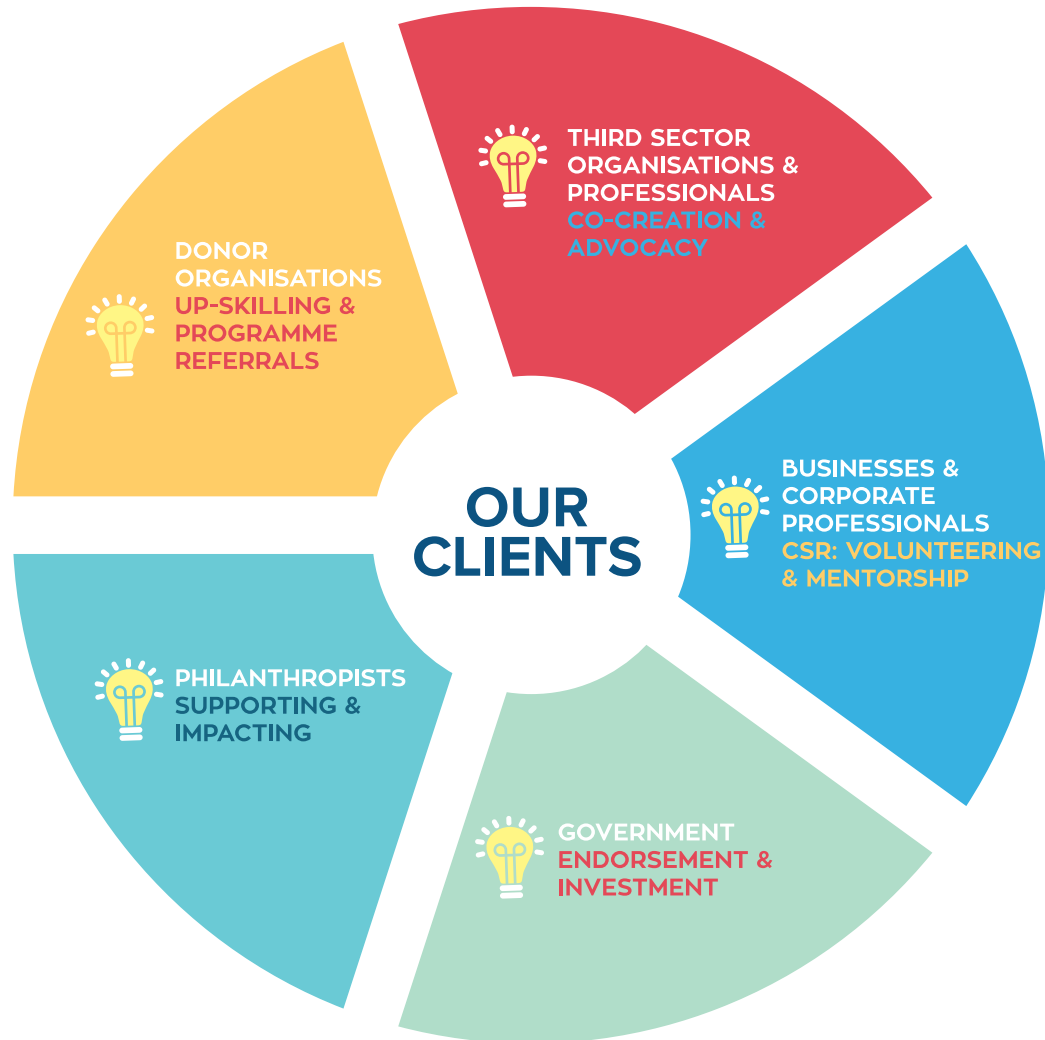 THIRD SECTOR
ORGANISATIONS &
PROFESSIONALS
CO-CREATION &
ADVOCACY
DONOR
ORGANISATIONS
UP-SKILLING &
PROGRAMME
REFERRALS
BUSINESSES &
CORPORATE
PROFESSIONALS
CSR: VOLUNTEERING
& MENTORSHIP
OUR
CLIENTS
PHILANTHROPISTS
SUPPORTING &
IMPACTING
GOVERNMENT
ENDORSEMENT &
INVESTMENT